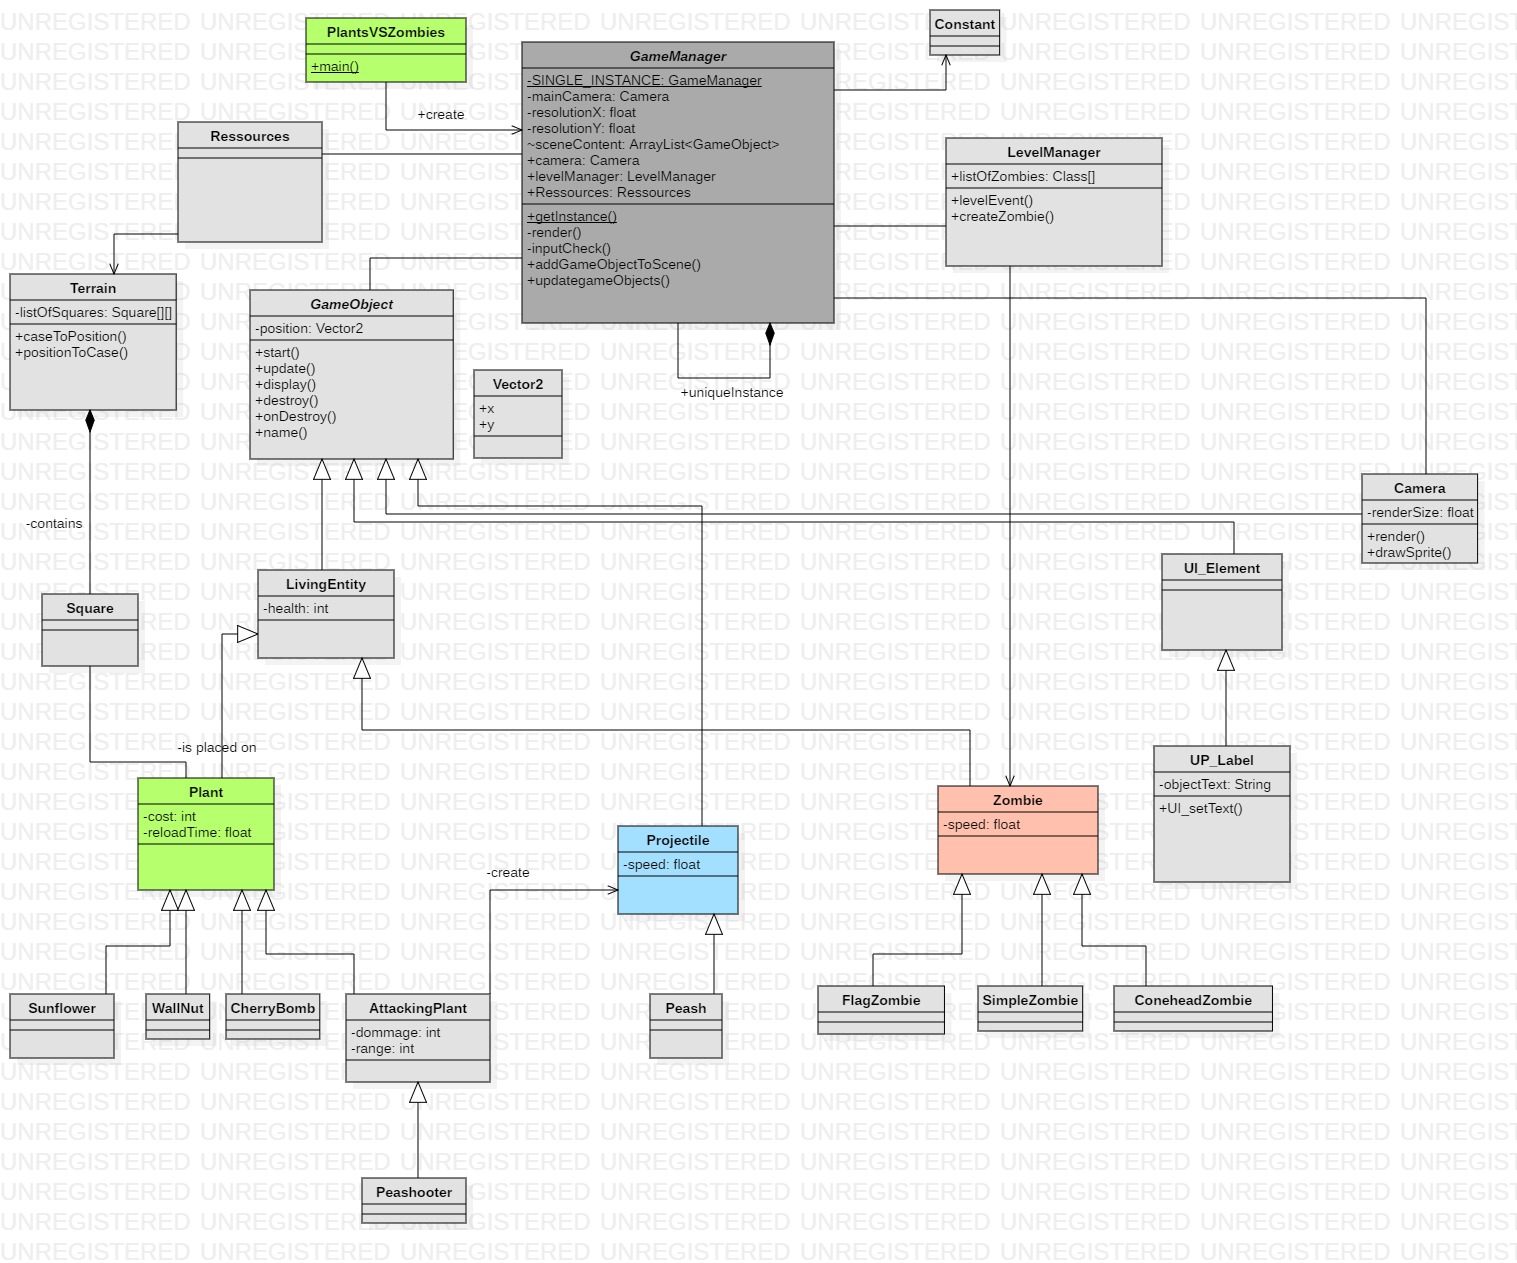 PlantsVSZombies
+main()
+create
GameManager
-SINGLE_INSTANCE: GameManager
-mainCamera: Camera
-resolutionX: float
-resolutionY: float
~sceneContent: ArrayList<GameObject>
+camera: Camera
+levelManager: LevelManager
+Ressources: Ressources
+getInstance()
-render()
-inputCheck()
+addGameObjectToScene()
+updategameObjects()
+uniqueInstance
Constant
Ressources
LevelManager
+listOfZombies: Class[]
+levelEvent()
+createZombie()
Terrain
-listOfSquares: Square[][]
+caseToPosition()
+positionToCase()
GameObject
-position: Vector2
+start()
+update()
+display()
+destroy()
+onDestroy()
+name()
Vector2
+x
+y
-contains
Camera
-renderSize: float
+render()
+drawSprite()
UI_Element
LivingEntity
-health: int
Square
-is placed on
UP_Label
-objectText: String
+UI_setText()
Plant
-cost: int
-reloadTime: float
Projectile
-speed: float
Zombie
-speed: float
-create
Sunflower
WallNut
CherryBomb
AttackingPlant
-dommage: int
-range: int
Peash
FlagZombie
SimpleZombie
ConeheadZombie
Peashooter
UNREGISTERED